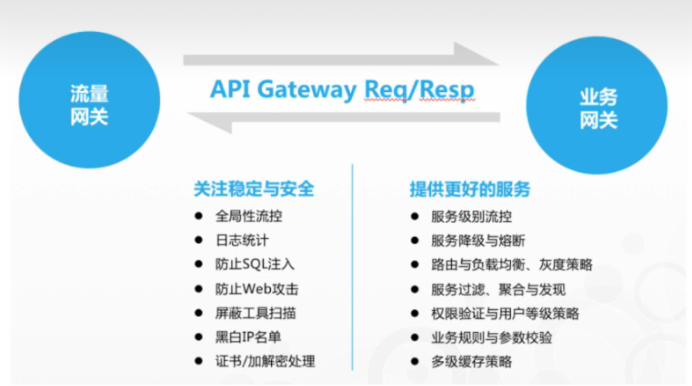 流量
网关
API Gateway Req/Resp
业务
网关
关注稳定与安全
全局性流控
日志统计
防止SQL注入
防止Web攻击
屏蔽工具扫描
黑白IP名单
证书/加解密处理
提供更好的服务
服务级别流控
服务降级与熔断
路由与负载均衡、灰度策略
服务过滤、聚合与发现
权限验证与用户等级策略
业务规则与参数校验
多级缓存策略